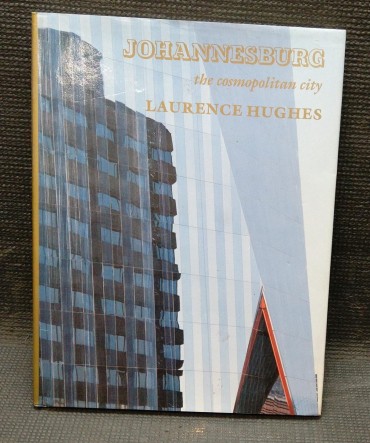 JOHANNESBURG
the cosmopolitan city
LAURENCE HUGHES